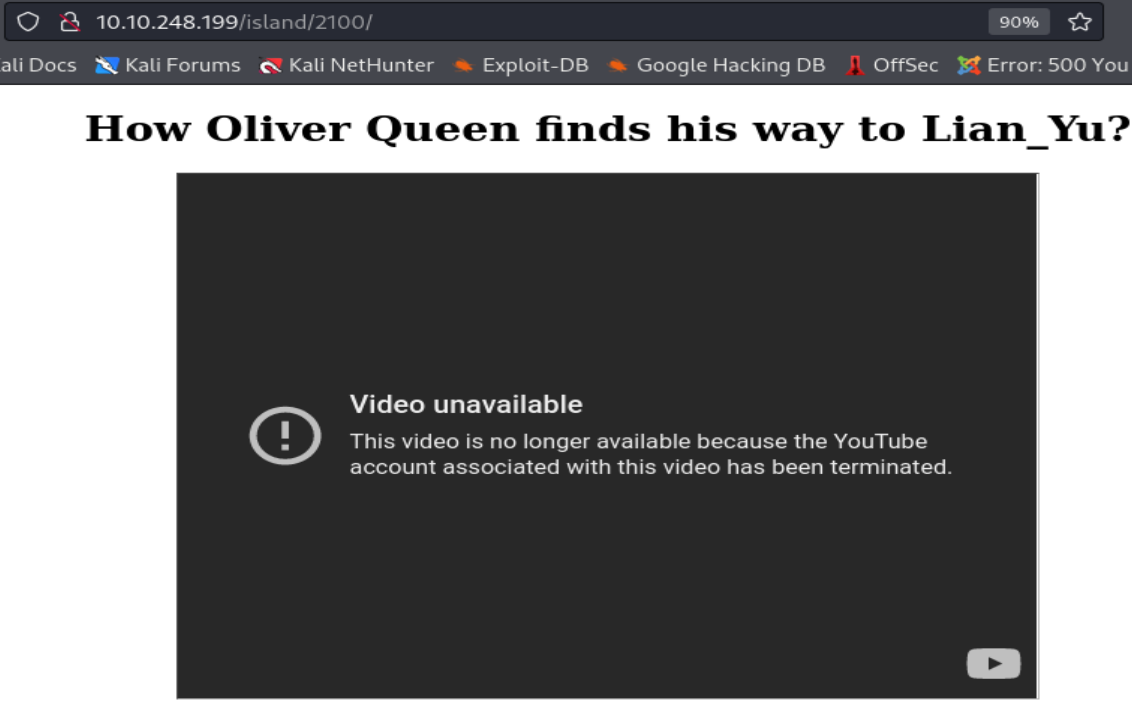 10.10.248.199/island/2100/ 90%
ali Docs Kali Forums Kali NetHunter Exploit-DB Google Hacking DB OffSec Error: 500 You
How Oliver Queen finds his way to Lian_Yu?
Video unavailable
This video is no longer available because the YouTube
account associated with this video has been terminated.